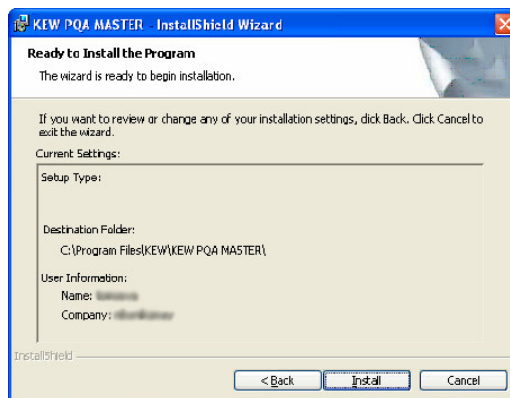 KEW PQA MASTER - InstallShield Wizard
Ready to Install the Program
The wizard is ready to begin installation.
If you want to review or change any of your installation settings, click Back. Click Cancel to
exit the wizard.
Current Settings:
Setup Type:
Destination Folder:
C:\Program Files\KEW\KEW PQA MASTER\
User Information:
Name:
Company:
InstallShield
< Back
Install
Cancel